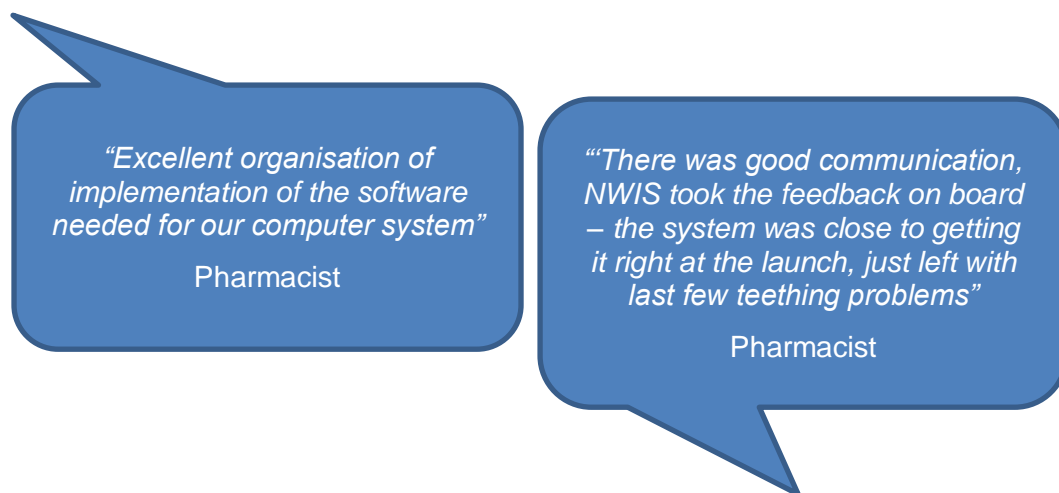 “Excellent organisation of
implementation of the software
needed for our computer system”
Pharmacist
“‘There was good communication,
NWIS took the feedback on board
– the system was close to getting
it right at the launch, just left with
last few teething problems”
Pharmacist